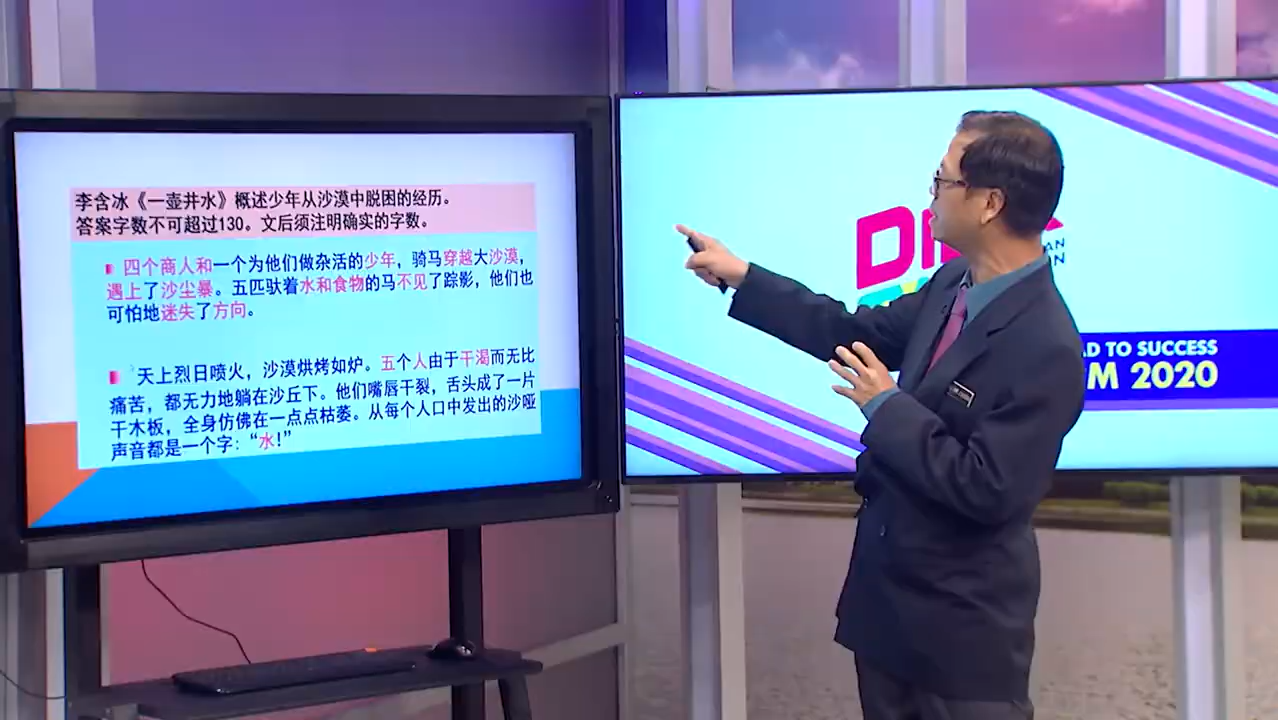 李含冰《一壶井水》概述少年从沙漠中脱困的经历。
答案字数不可超过130。文后须注明确实的字数。
四个商人和一个为他们做杂活的少年，骑马穿越大沙漠，
遇上了沙尘暴。五匹驮着水和食物的马不见了踪影，他们也
可怕地迷失了方向。
天上烈日喷火，沙漠烘烤如炉。五个人由于干渴而无比
痛苦，都无力地躺在沙丘下。他们嘴唇干裂，舌头成了一片
干木板，全身仿佛在一点点枯萎。从每个人口中发出的沙哑
声音都是一个字：“水！”
AN
N
AD TO SUCCESS
M 2020